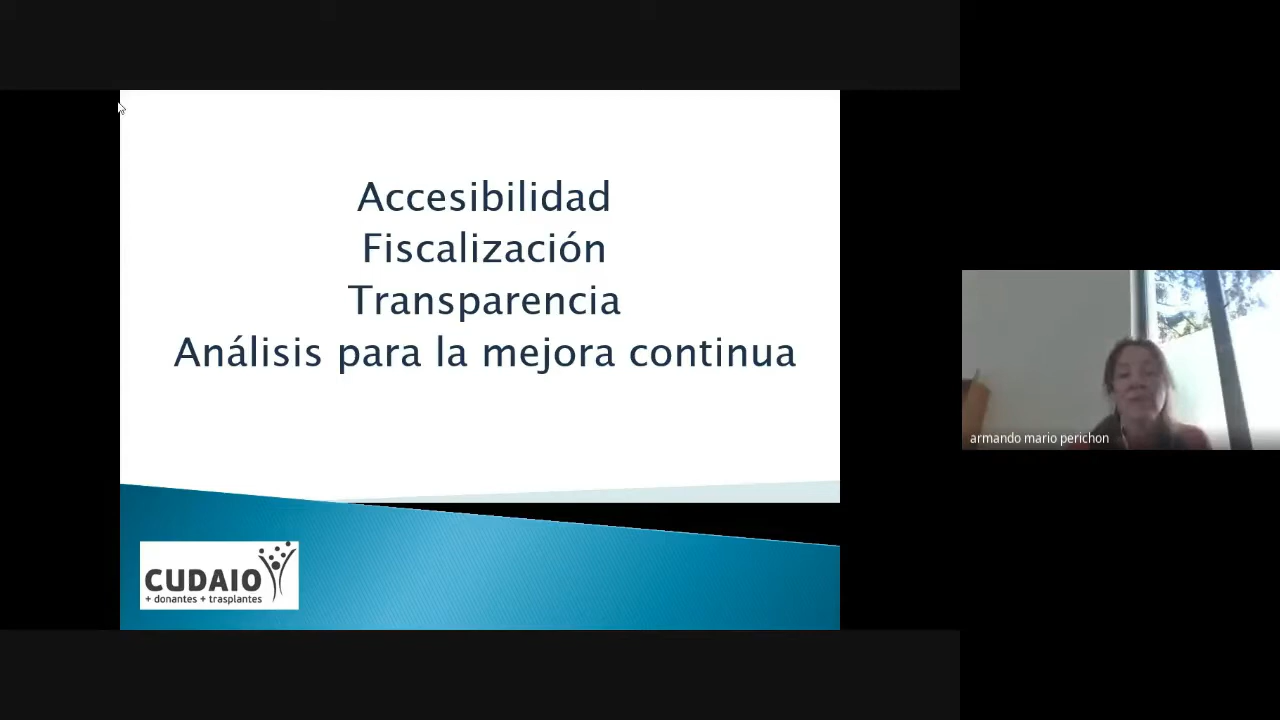 Accesibilidad
Fiscalización
Transparencia
Análisis para la mejora continua
CUDAIO
+ donantes + trasplantes
armando mario perichon